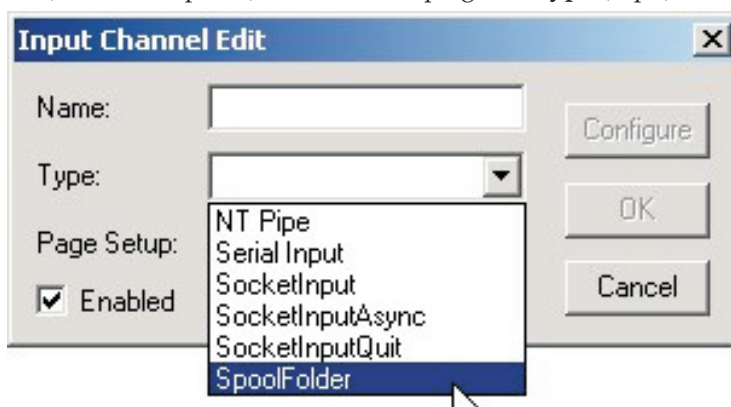 Input Channel Edit
Name:
Configure
Type:
OK
NT Pipe
Page Setup:
Serial Input
SocketInput
Enabled
Cancel
SocketInputAsync
SocketInputQuit
SpoolFolder